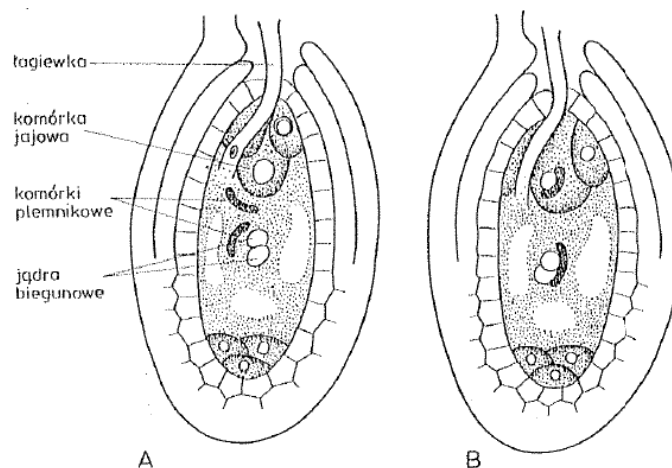 łagiewka
komórka
jajowa
komórki
plemnikowe
jądra
biegunowe
A
B